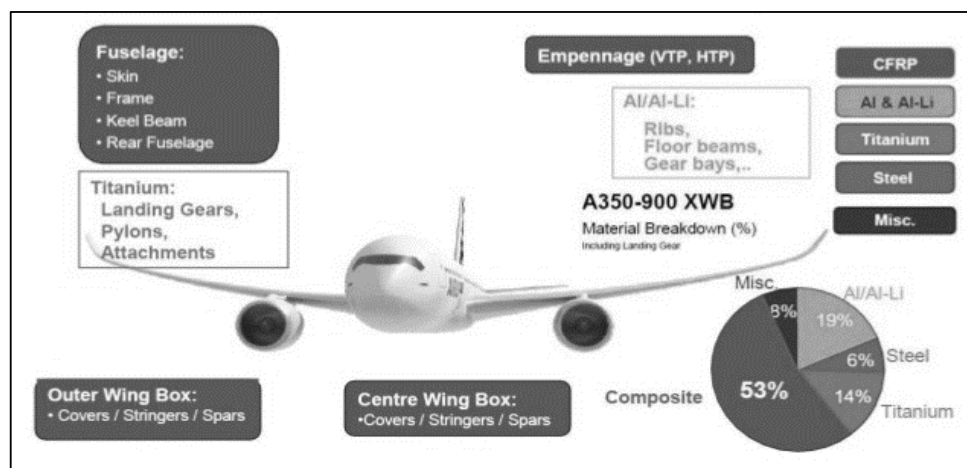 Fuselage:
• Skin
• Frame
• Keel Beam
• Rear Fuselage
Titanium:
Landing Gears,
Pylons,
Attachments
Empennage (VTP, HTP)
Al/Al-Li:
Ribs,
Floor beams,
Gear bays,..
CFRP
Al & Al-Li
Titanium
Steel
Misc.
A350-900 XWB
Material Breakdown (%)
Including Landing Gear
Outer Wing Box:
• Covers / Stringers / Spars
Centre Wing Box:
•Covers / Stringers / Spars
Misc.
8%
Al/Al-Li
19%
Steel
6%
Composite
53%
14%
Titanium